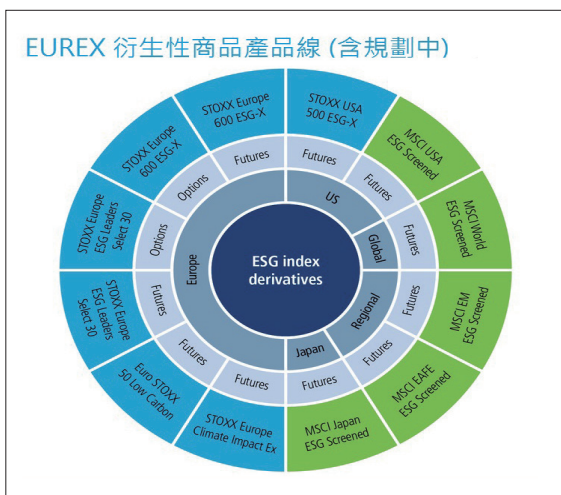 EUREX 衍生性商品產品線 (含規劃中)
STOXX USA
500 ESG-X
MSCI USA
ESG Screened
MSCI World
ESG Screened
MSCI EM
ESG Screened
MSCI EAFE
ESG Screened
MSCI Japan
ESG Screened
STOXX Europe
Climate Impact Ex
Euro STOXX
50 Low Carbon
STOXX Europe
ESG Leaders
Select 30
STOXX Europe
ESG Leaders
Select 30
STOXX Europe
600 ESG-X
STOXX Europe
600 ESG-X
Futures
Futures
Futures
Futures
Futures
Futures
Futures
Futures
Futures
Options
Options
Futures
US
Global
Regional
Japan
Europe
ESG index
derivatives